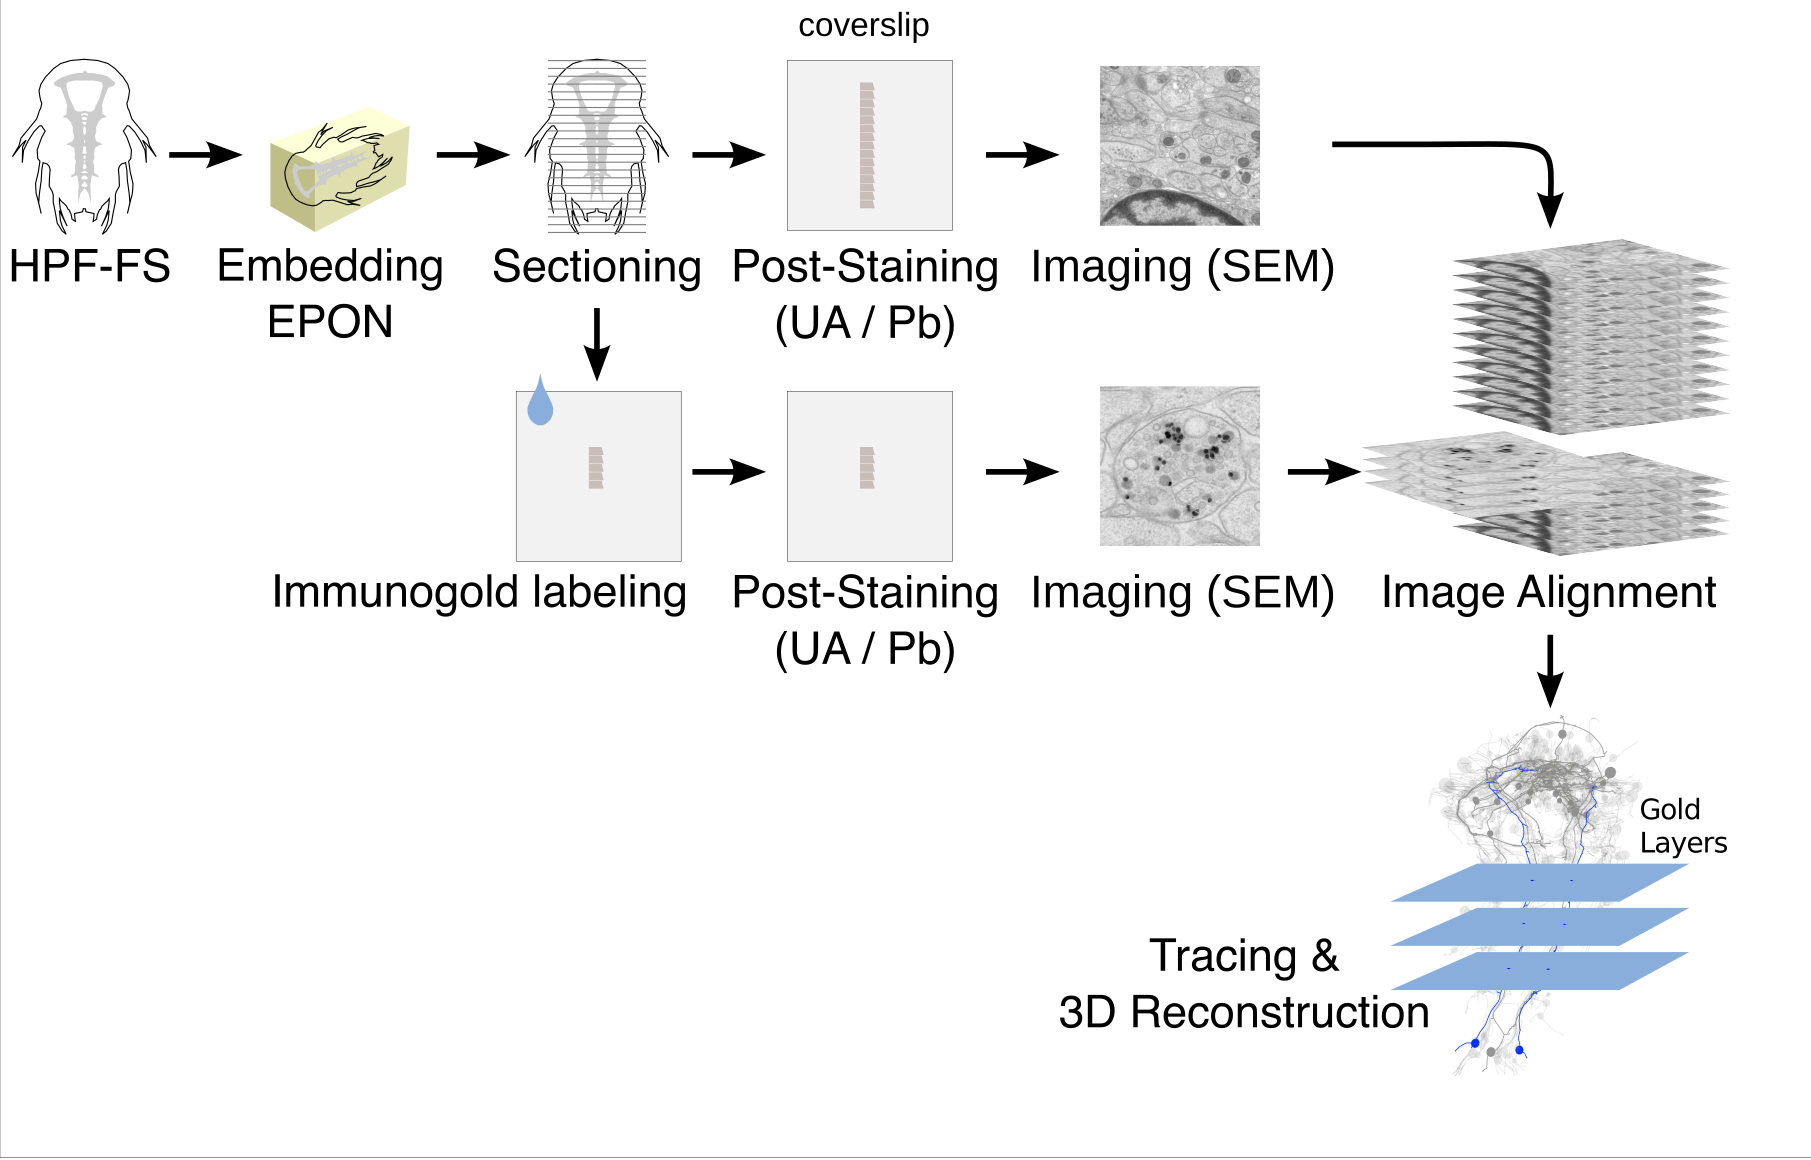 coverslip
HPF-FS
Embedding
EPON
Sectioning
Post-Staining
(UA / Pb)
Imaging (SEM)
Immunogold labeling
Post-Staining
(UA / Pb)
Imaging (SEM)
Image Alignment
Gold
Layers
Tracing &
3D Reconstruction